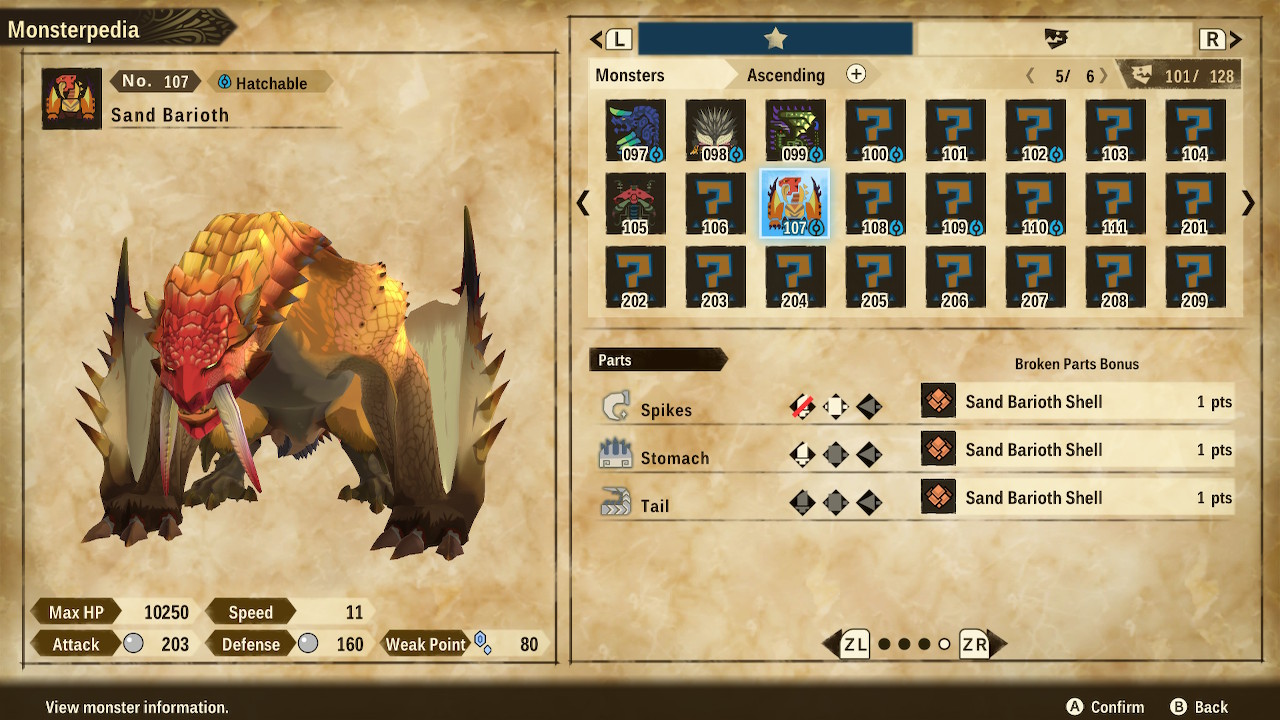 Monsterpedia
No. 107 Hatchable
Sand Barioth
Max HP 10250 Speed 11
Attack 203 Defense 160 Weak Point 80
L R
Monsters Ascending + 5/ 6 101/ 128
097 098 099 100 101 102 103 104
105 106 107 108 109 110 111 201
202 203 204 205 206 207 208 209
? ? ? ? ?
? ? ? ? ? ?
? ? ? ? ? ? ? ?
Parts
Broken Parts Bonus
Spikes Sand Barioth Shell 1 pts
Stomach Sand Barioth Shell 1 pts
Tail Sand Barioth Shell 1 pts
ZL ZR
View monster information.
A Confirm B Back